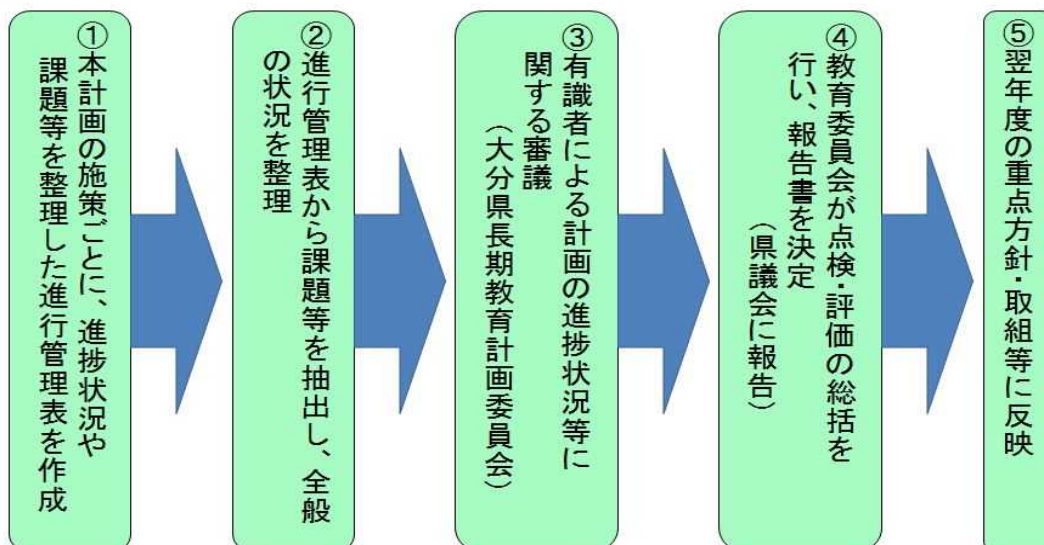 ①本計画の施策ごとに、進捗状況や
課題等を整理した進行管理表を作成
②進行管理表から課題等を抽出し、全般
の状況を整理
③有識者による計画の進捗状況等に
関する審議
（大分県長期教育計画委員会）
④教育委員会が点検・評価の総括を
行い、報告書を決定
（県議会に報告）
⑤翌年度の重点方針・取組等に反映